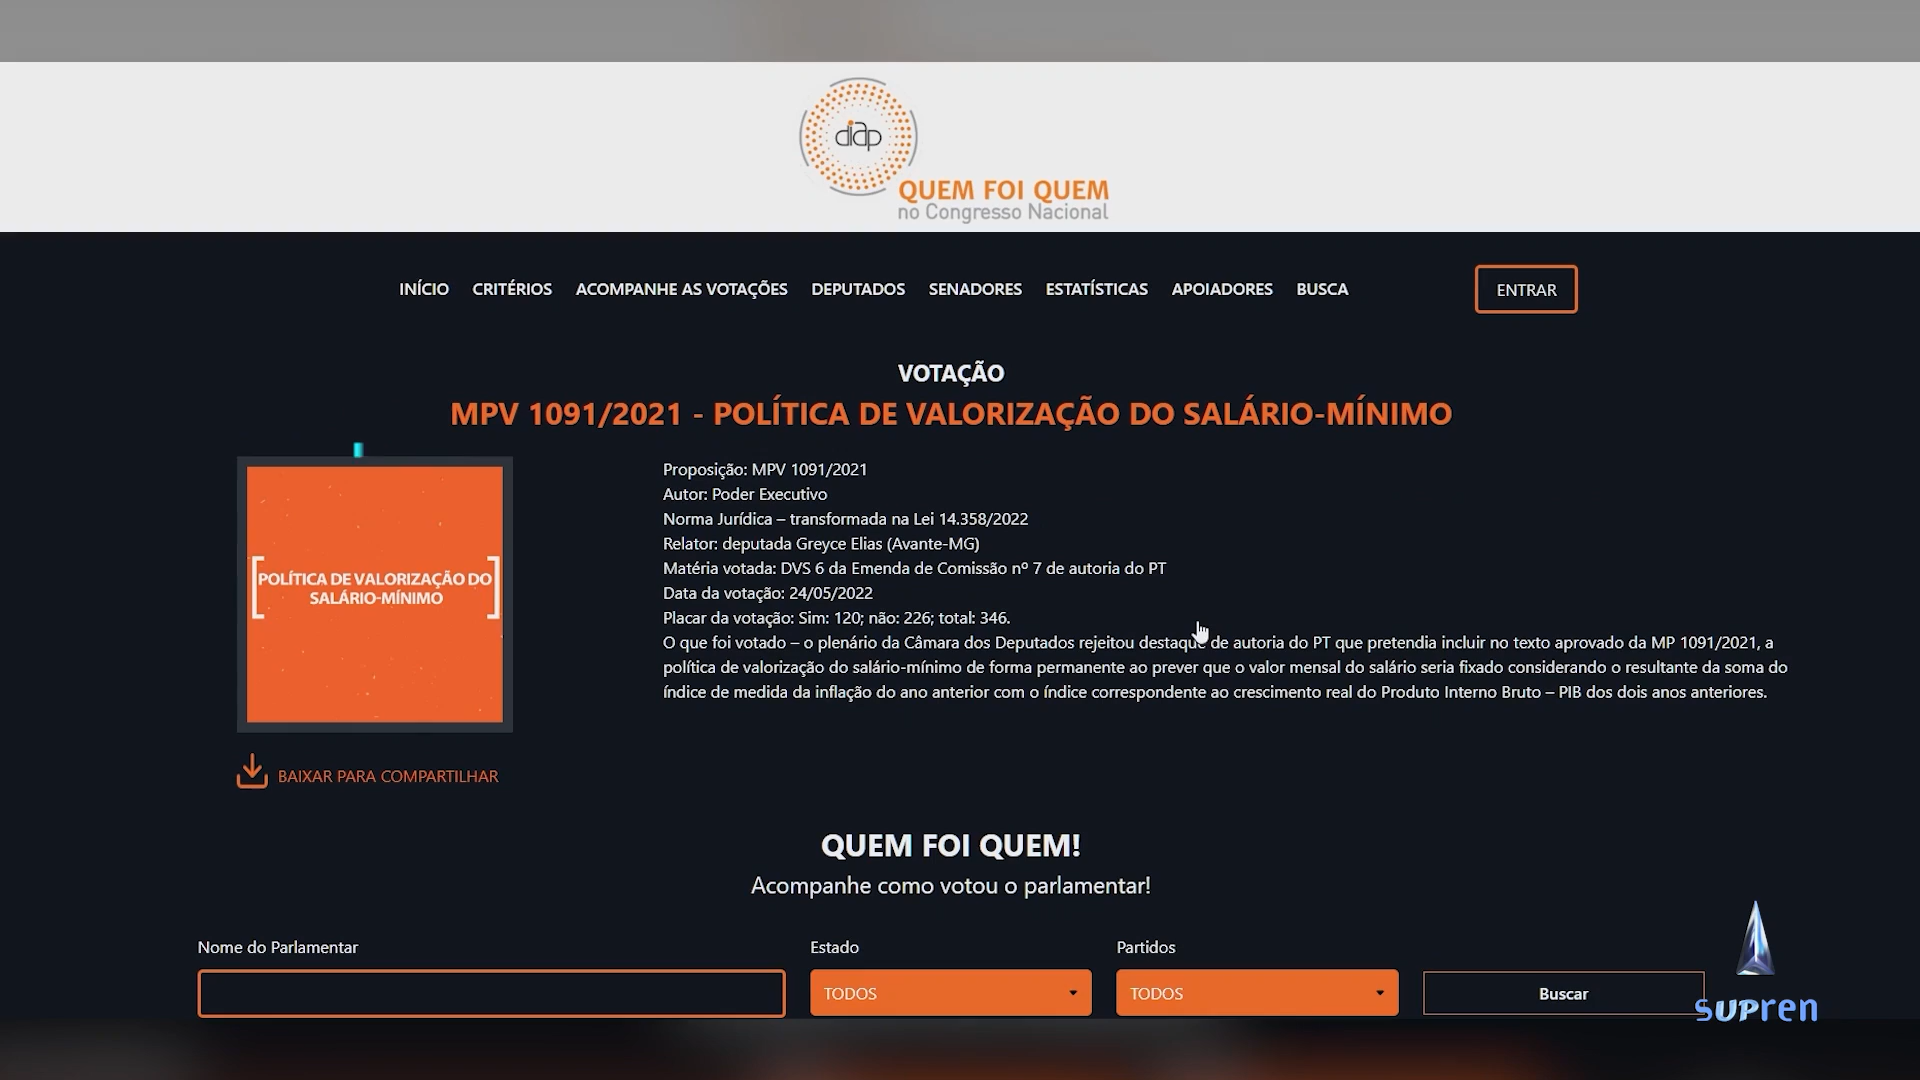 diap
QUEM FOI QUEM
no Congresso Nacional
INÍCIO CRITÉRIOS ACOMPANHE AS VOTAÇÕES DEPUTADOS SENADORES ESTATÍSTICAS APOIADORES BUSCA ENTRAR
VOTAÇÃO
MPV 1091/2021 - POLÍTICA DE VALORIZAÇÃO DO SALÁRIO-MÍNIMO
[POLÍTICA DE VALORIZAÇÃO DO
SALÁRIO-MÍNIMO]
BAIXAR PARA COMPARTILHAR
Proposição: MPV 1091/2021
Autor: Poder Executivo
Norma Jurídica – transformada na Lei 14.358/2022
Relator: deputada Greyce Elias (Avante-MG)
Matéria votada: DVS 6 da Emenda de Comissão nº 7 de autoria do PT
Data da votação: 24/05/2022
Placar da votação: Sim: 120; não: 226; total: 346.
O que foi votado – o plenário da Câmara dos Deputados rejeitou destaque de autoria do PT que pretendia incluir no texto aprovado da MP 1091/2021, a
política de valorização do salário-mínimo de forma permanente ao prever que o valor mensal do salário seria fixado considerando o resultante da soma do
índice de medida da inflação do ano anterior com o índice correspondente ao crescimento real do Produto Interno Bruto – PIB dos dois anos anteriores.
QUEM FOI QUEM!
Acompanhe como votou o parlamentar!
Nome do Parlamentar Estado Partidos
TODOS TODOS Buscar
supren